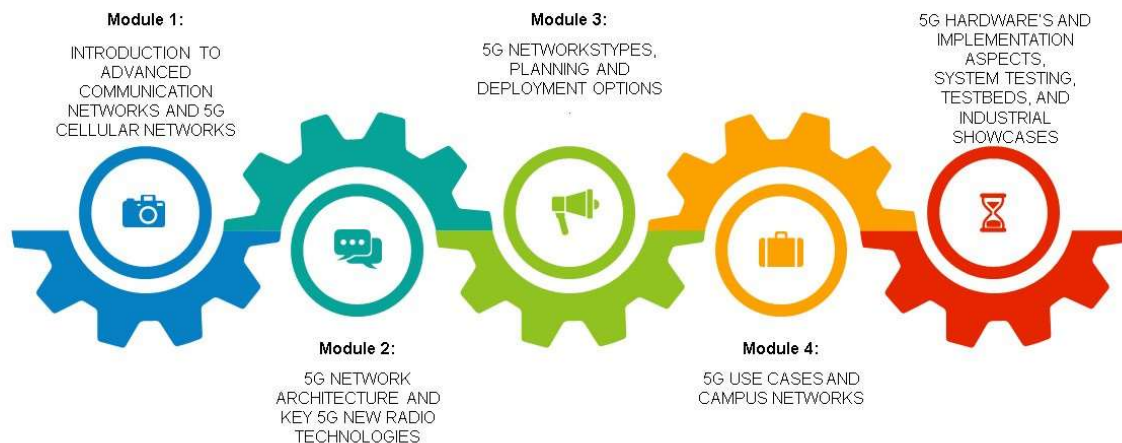 Module 1:
INTRODUCTION TO
ADVANCED
COMMUNICATION
NETWORKS AND 5G
CELLULAR NETWORKS
Module 2:
5G NETWORK
ARCHITECTURE AND
KEY 5G NEW RADIO
TECHNOLOGIES
Module 3:
5G NETWORKSTYPES,
PLANNING AND
DEPLOYMENT OPTIONS
.
Module 4:
5G USE CASES AND
CAMPUS NETWORKS
5G HARDWARE'S AND
IMPLEMENTATION
ASPECTS,
SYSTEM TESTING,
TESTBEDS, AND
INDUSTRIAL
SHOWCASES